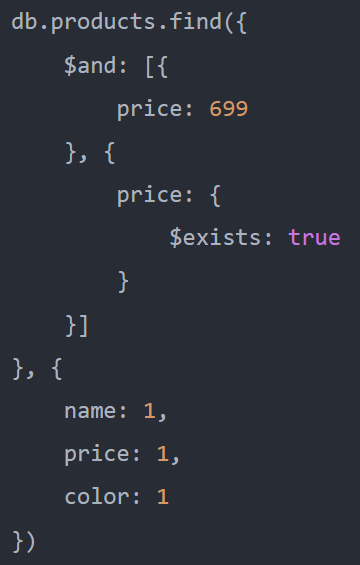 db.products.find({
    $and: [{
        price: 699
    }, {
        price: {
            $exists: true
        }
    }]
}, {
    name: 1,
    price: 1,
    color: 1
})